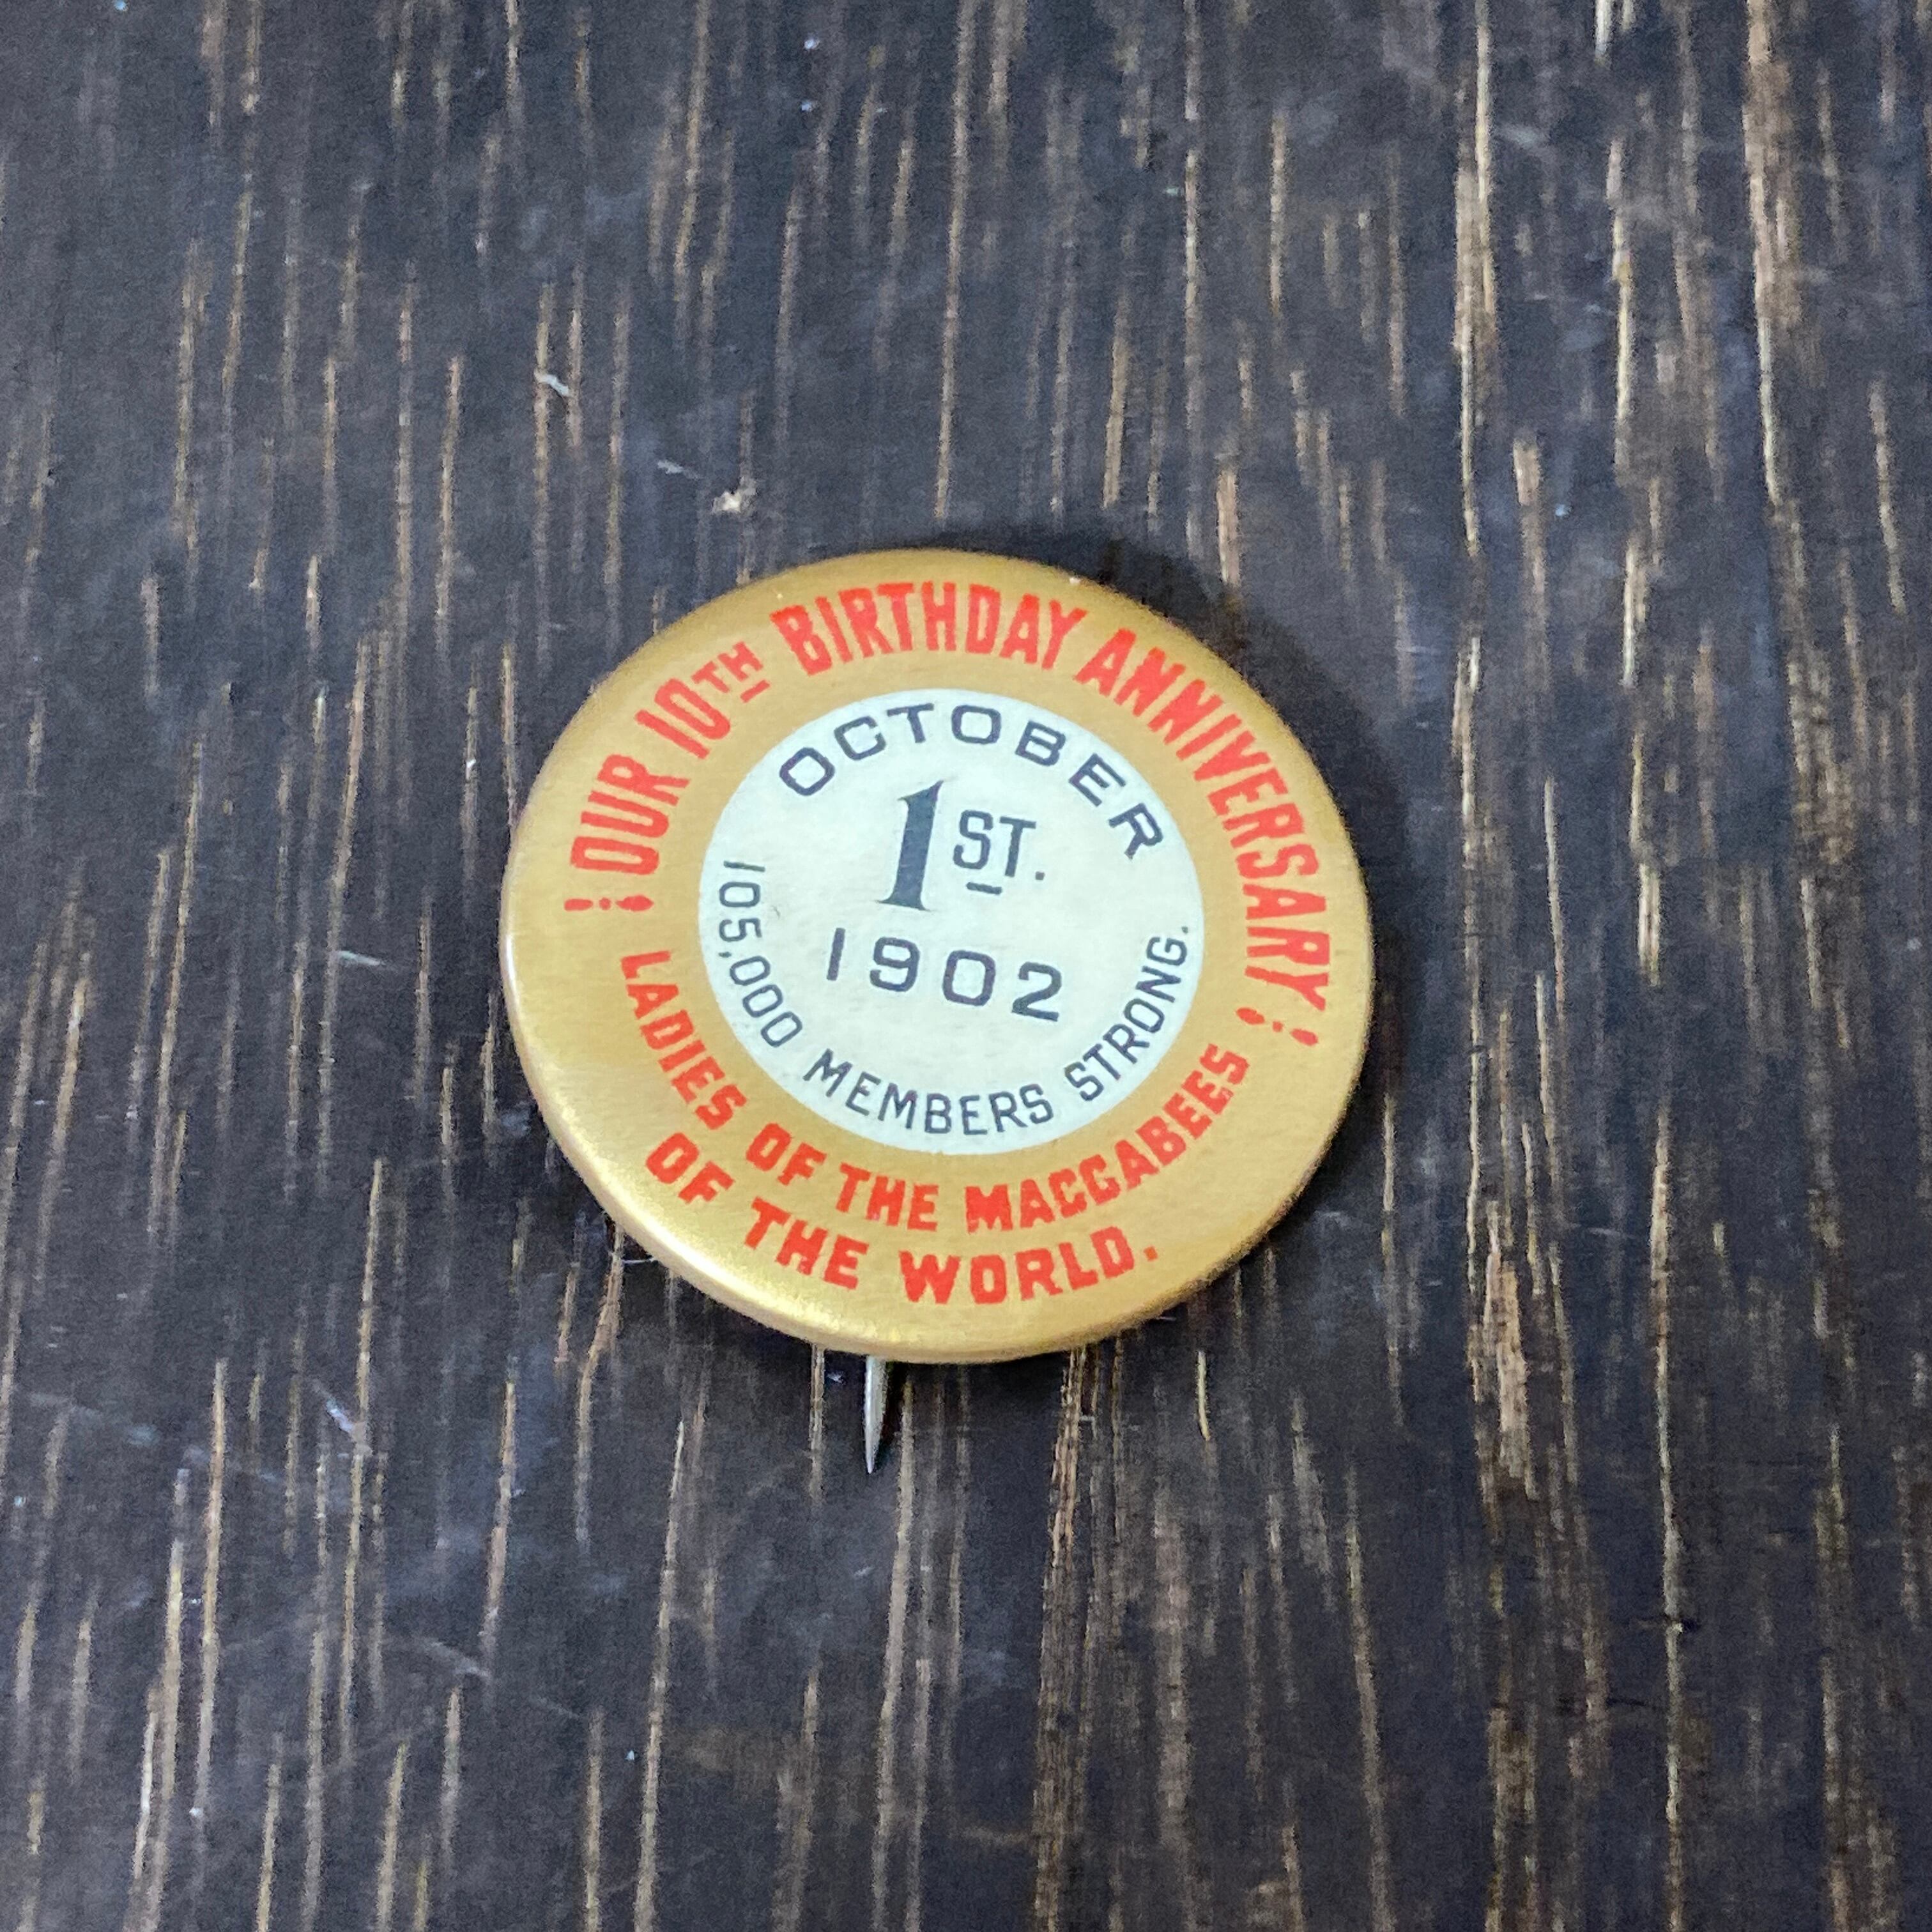 ! OUR 10TH BIRTHDAY ANNIVERSARY !
OCTOBER
1ST.
1902
105,000 MEMBERS STRONG.
LADIES OF THE MACCABEES
OF THE WORLD.